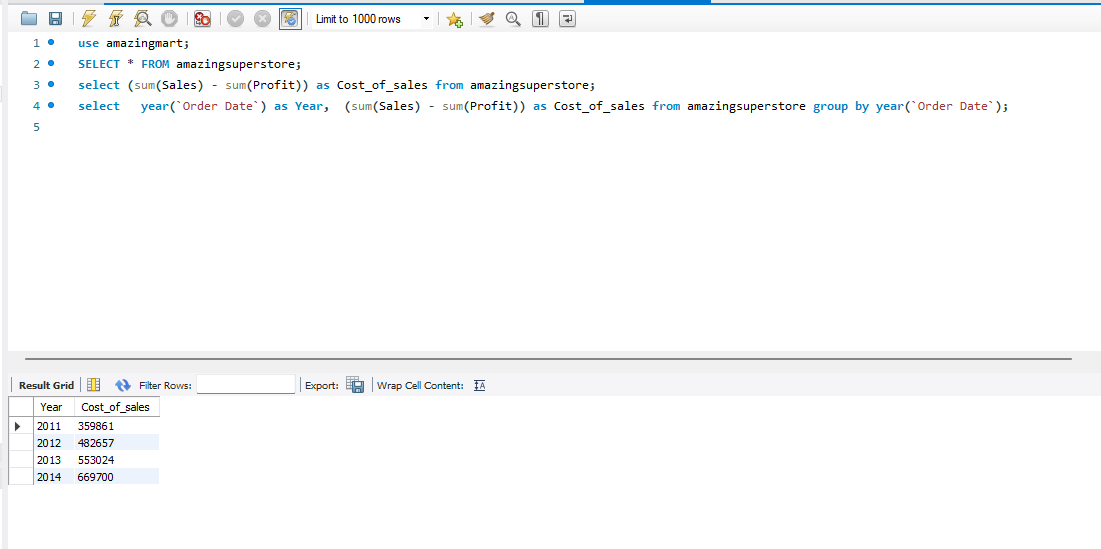 Limit to 1000 rows
1 use amazingmart;
2 SELECT * FROM amazingsuperstore;
3 select (sum(Sales) - sum(Profit)) as Cost_of_sales from amazingsuperstore;
4 select   year(`Order Date`) as Year,  (sum(Sales) - sum(Profit)) as Cost_of_sales from amazingsuperstore group by year(`Order Date`);
5
Result Grid Filter Rows: Export: Wrap Cell Content: IA
Year Cost_of_sales
2011 359861
2012 482657
2013 553024
2014 669700